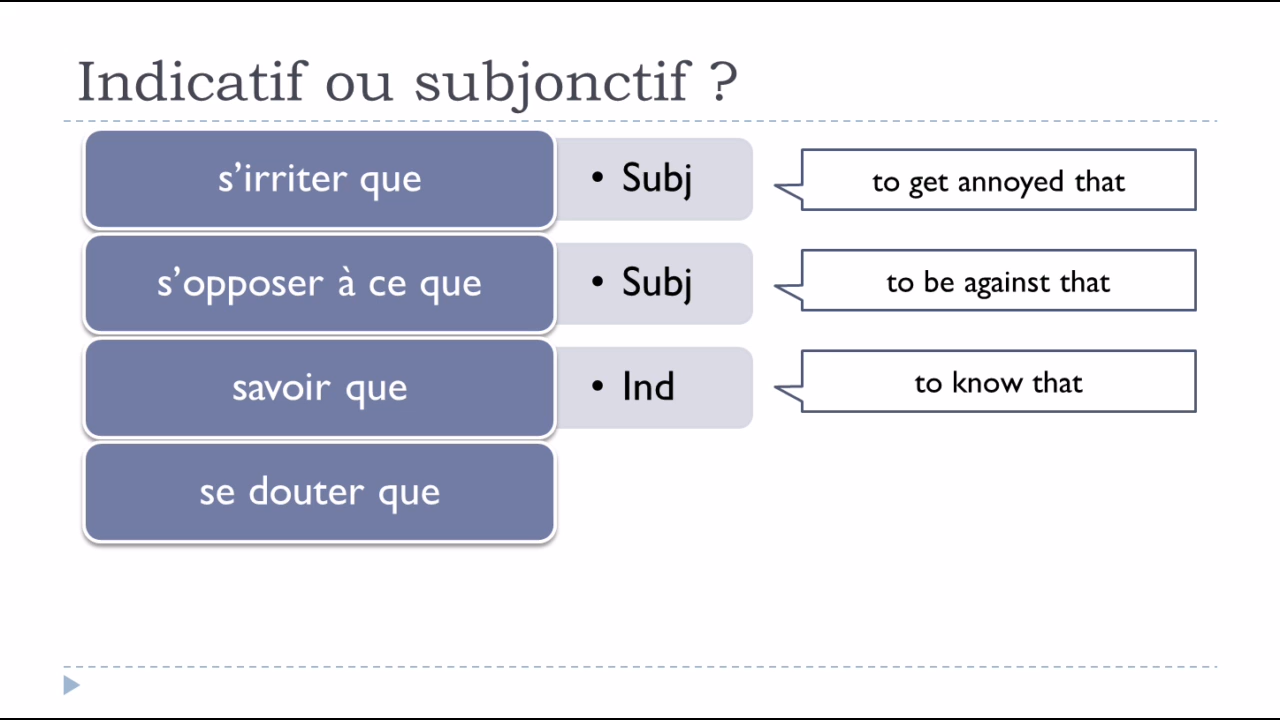 Indicatif ou subjonctif ?
s’irriter que
• Subj
to get annoyed that
s’opposer à ce que
• Subj
to be against that
savoir que
• Ind
to know that
se douter que